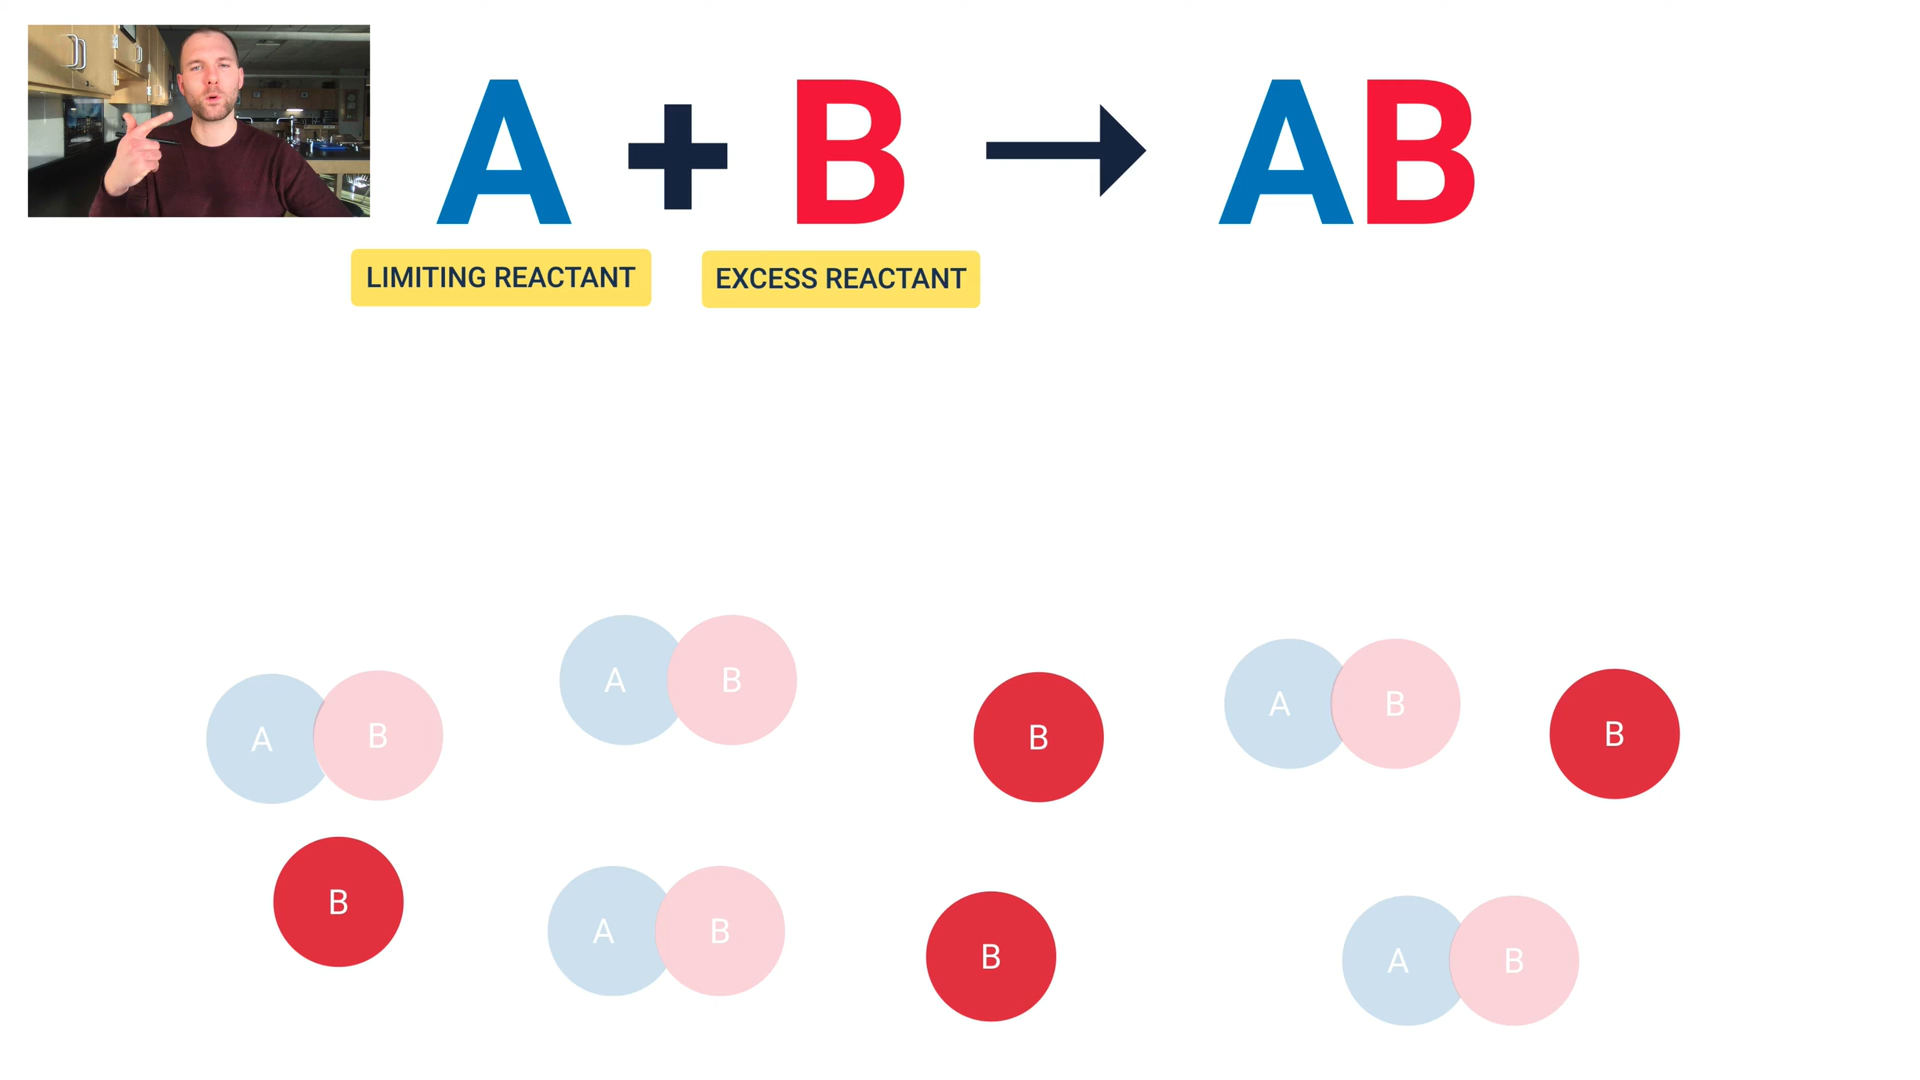 A + B → AB
LIMITING REACTANT
EXCESS REACTANT
A B
A B
B
A B
B
B
A B
B
A B